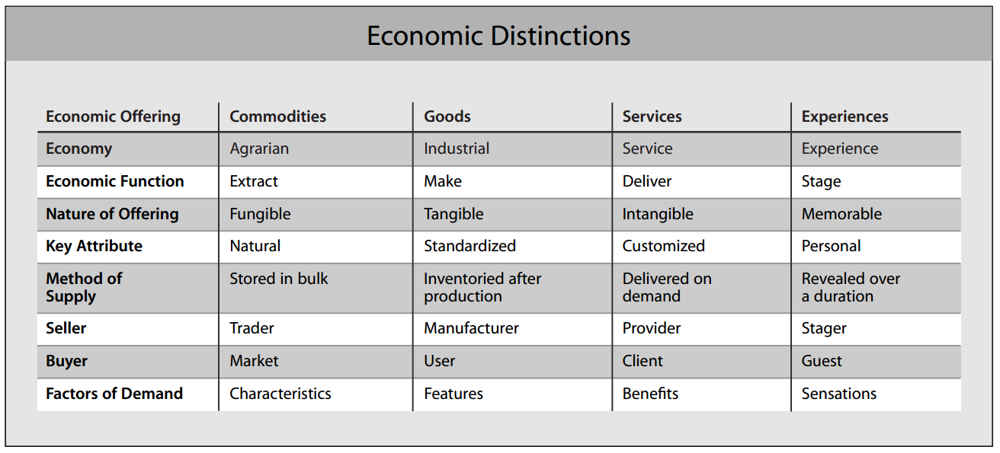 Economic Distinctions
Economic Offering Commodities Goods Services Experiences
Economy Agrarian Industrial Service Experience
Economic Function Extract Make Deliver Stage
Nature of Offering Fungible Tangible Intangible Memorable
Key Attribute Natural Standardized Customized Personal
Method of Stored in bulk Inventoried after Delivered on Revealed over
Supply production demand a duration
Seller Trader Manufacturer Provider Stager
Buyer Market User Client Guest
Factors of Demand Characteristics Features Benefits Sensations